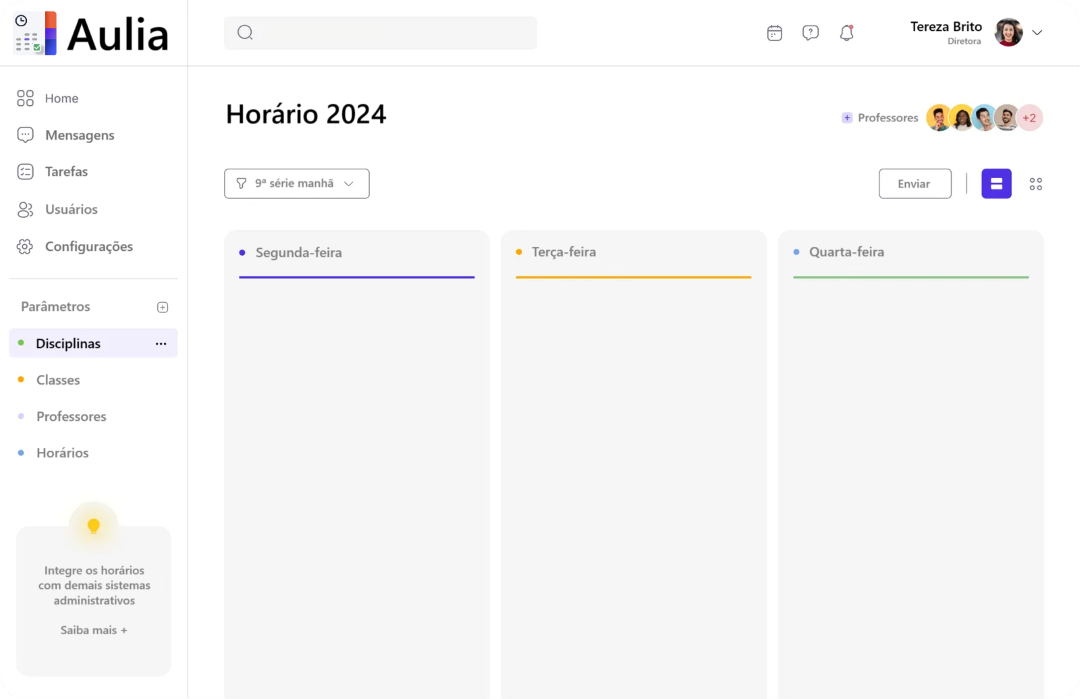 Aulia
Tereza Brito
Diretora
Home
Mensagens
Tarefas
Usuários
Configurações
Parâmetros
Disciplinas
Classes
Professores
Horários
Integre os horários
com demais sistemas
administrativos
Saiba mais +
Horário 2024
+ Professores
+2
9ª série manhã
Enviar
Segunda-feira
Terça-feira
Quarta-feira